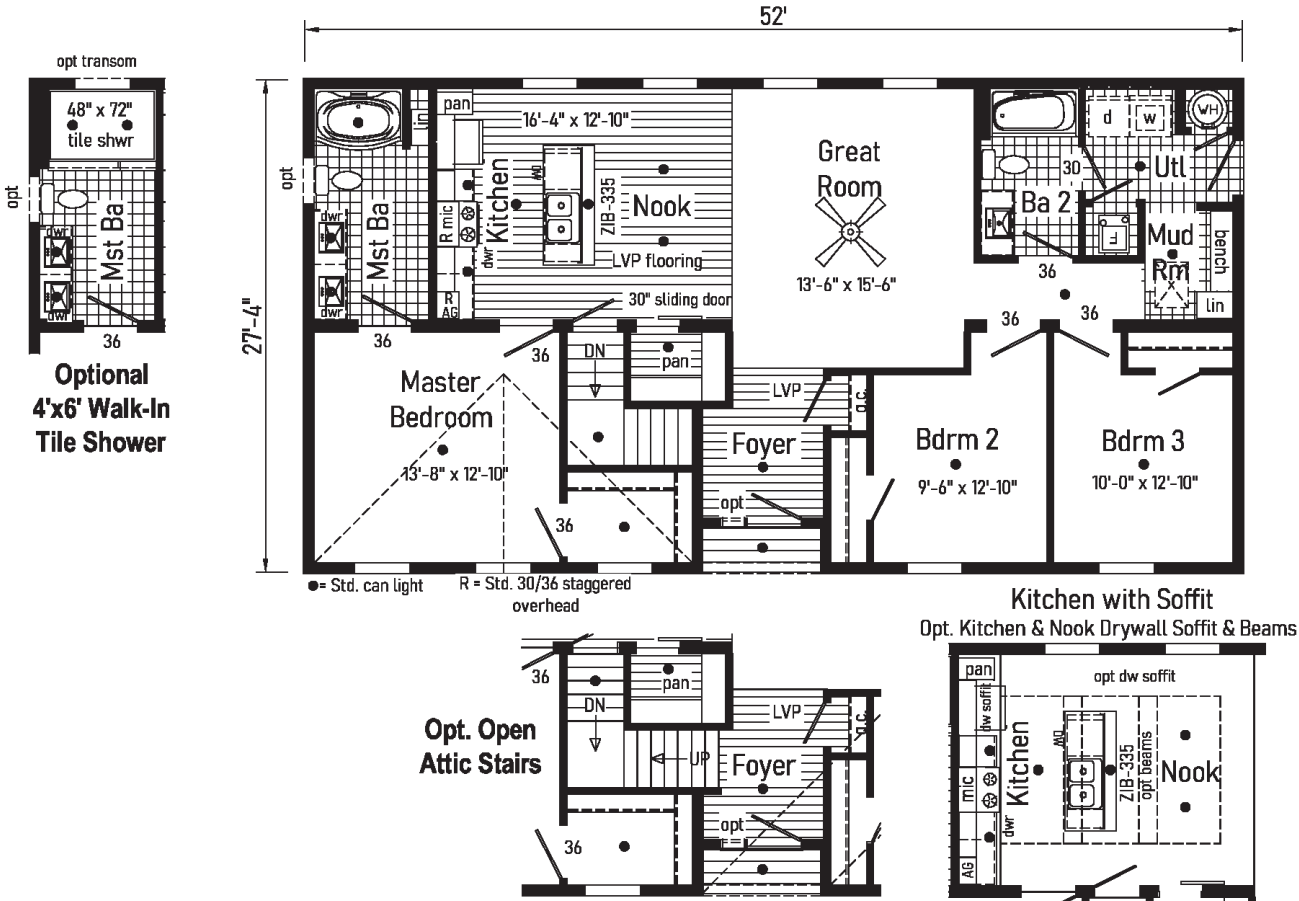 52'
opt transom
48" x 72"
tile shwr
opt
Mst Ba
dwr
dwr
36
Optional
4'x6' Walk-In
Tile Shower
27'-4"
opt
lin
pan
16'-4" x 12'-10"
Great
Room
13'-6" x 15'-6"
d
w
WH
30
Utl
Ba 2
Mud
Rm
bench
lin
36
36
36
Mst Ba
dwr
dwr
36
R mic
Kitchen
dwr
R
AG
DW
ZIB-335
Nook
LVP flooring
30" sliding door
36
DN
pan
Master
Bedroom
13'-8" x 12'-10"
36
LVP
g.c.
Foyer
opt
Bdrm 2
9'-6" x 12'-10"
Bdrm 3
10'-0" x 12'-10"
●= Std. can light
R = Std. 30/36 staggered
overhead
Opt. Open
Attic Stairs
36
DN
pan
UP
LVP
g.c.
Foyer
opt
36
Kitchen with Soffit
Opt. Kitchen & Nook Drywall Soffit & Beams
pan
opt dw soffit
dw soffit
Kitchen
mic
dwr
AG
DW
ZIB-335
opt beams
Nook